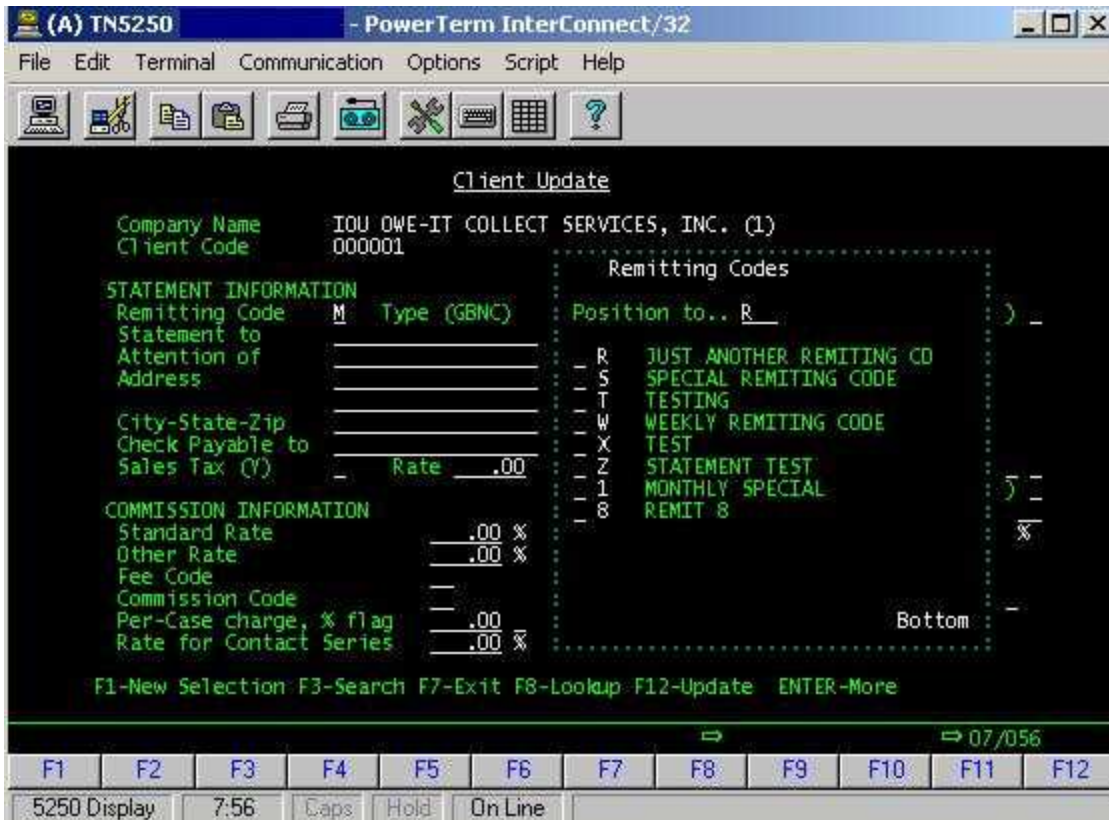 (A) TN5250 - PowerTerm InterConnect/32
File Edit Terminal Communication Options Script Help
Client Update
Company Name IOU OWE-IT COLLECT SERVICES, INC. (1)
Client Code 000001
Remitting Codes
STATEMENT INFORMATION
Remitting Code M Type (GBNC) Position to.. R ) _
Statement to
Attention of _ R JUST ANOTHER REMITING CD
Address _ S SPECIAL REMITING CODE
_ T TESTING
City-State-Zip _ W WEEKLY REMITING CODE
Check Payable to _ X TEST
Sales Tax (Y) _ Rate .00 _ Z STATEMENT TEST
_ 1 MONTHLY SPECIAL ) _
COMMISSION INFORMATION _ 8 REMIT 8
Standard Rate .00 % %
Other Rate .00 %
Fee Code
Commission Code
Per-Case charge, % flag .00 _ Bottom
Rate for Contact Series .00 %
F1-New Selection F3-Search F7-Exit F8-Lookup F12-Update ENTER-More
⇨ ⇨ 07/056
F1 F2 F3 F4 F5 F6 F7 F8 F9 F10 F11 F12
5250 Display 7:56 Caps Hold On Line